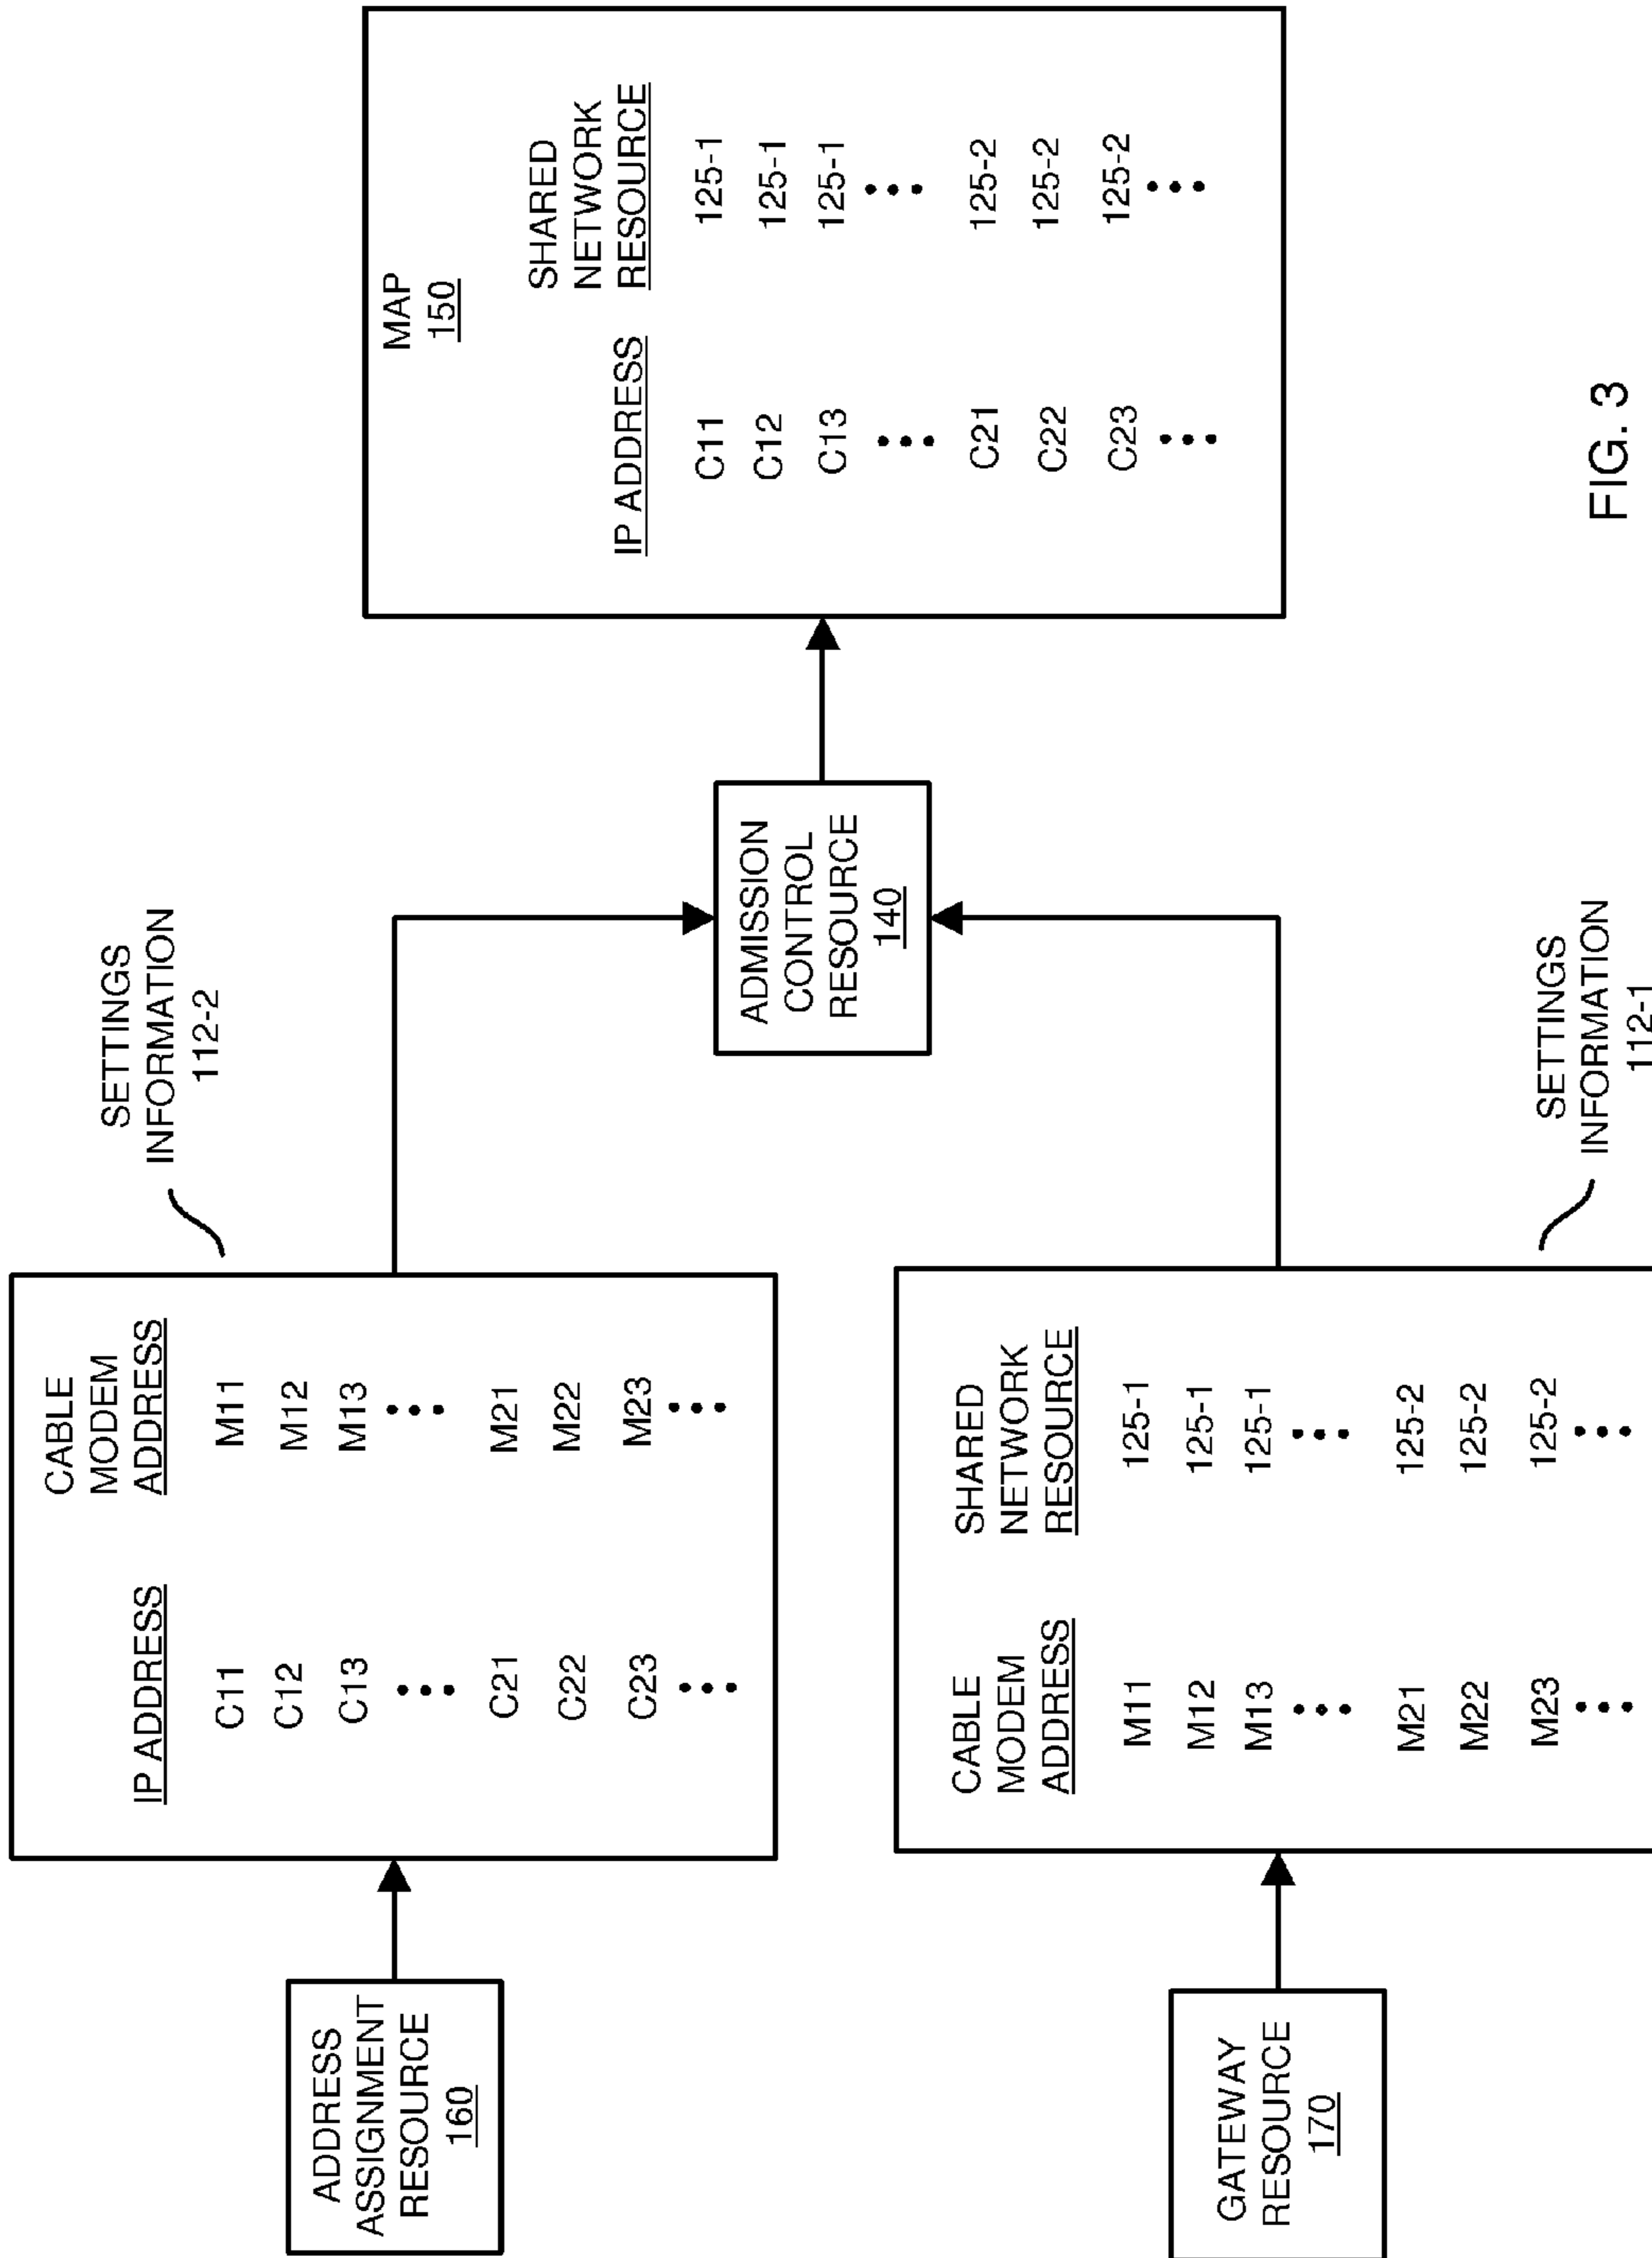 ADDRESS
ASSIGNMENT
RESOURCE
160
IP ADDRESS
CABLE
MODEM
ADDRESS
C11 M11
C12 M12
C13 M13
C21 M21
C22 M22
C23 M23
SETTINGS
INFORMATION
112-2
GATEWAY
RESOURCE
170
CABLE
MODEM
ADDRESS
SHARED
NETWORK
RESOURCE
M11 125-1
M12 125-1
M13 125-1
M21 125-2
M22 125-2
M23 125-2
SETTINGS
INFORMATION
112-1
ADMISSION
CONTROL
RESOURCE
140
MAP
150
IP ADDRESS
SHARED
NETWORK
RESOURCE
C11 125-1
C12 125-1
C13 125-1
C21 125-2
C22 125-2
C23 125-2
FIG. 3